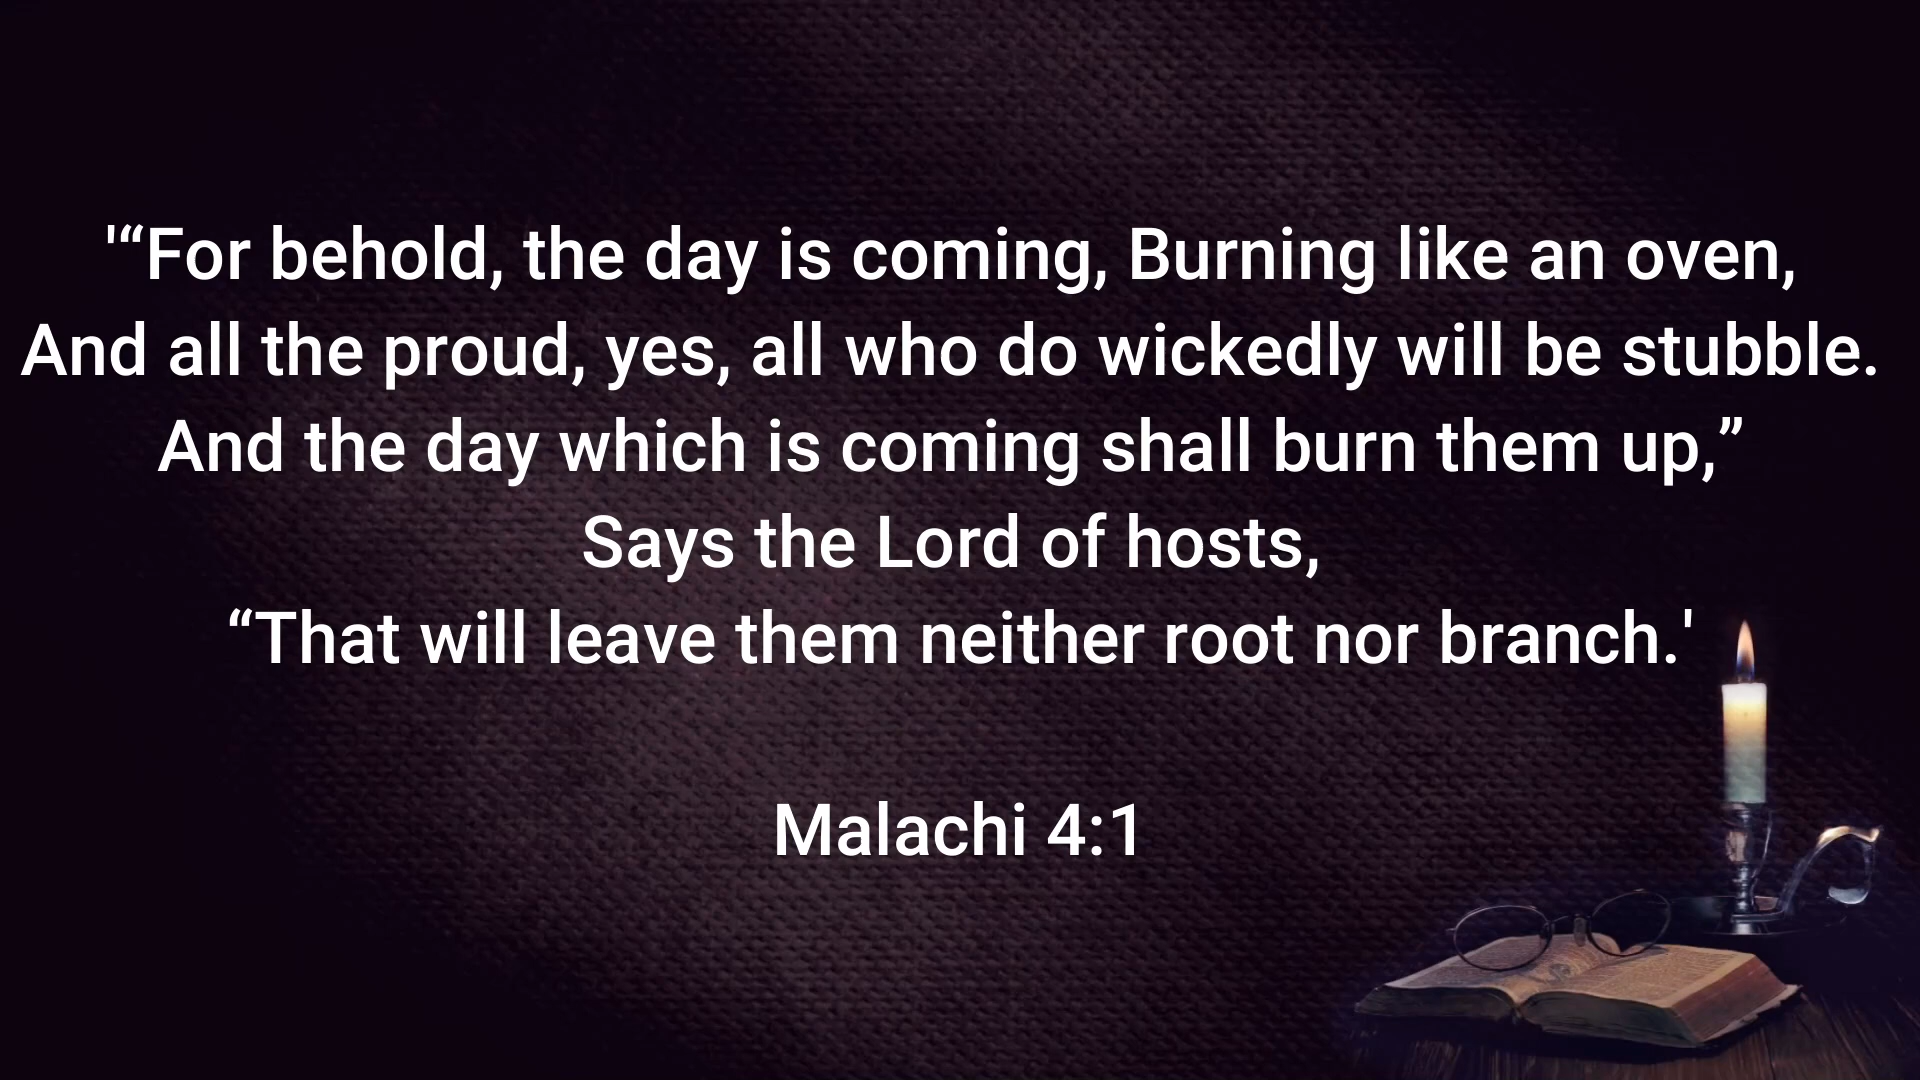 '“For behold, the day is coming, Burning like an oven,
And all the proud, yes, all who do wickedly will be stubble.
And the day which is coming shall burn them up,”
Says the Lord of hosts,
“That will leave them neither root nor branch.'
Malachi 4:1